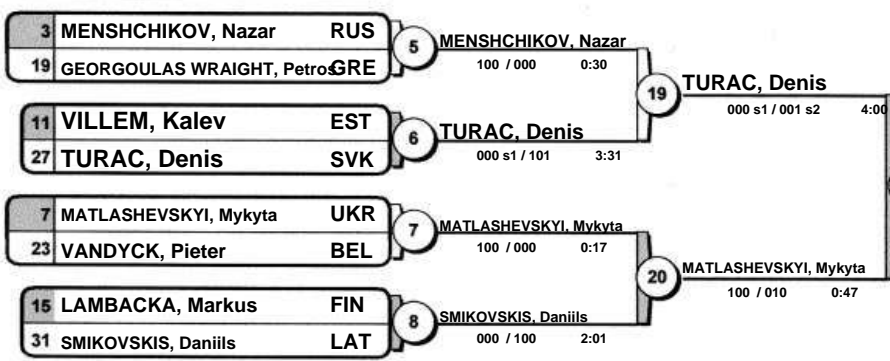 3 MENSHCHIKOV, Nazar RUS
19 GEORGOULAS WRAIGHT, Petros GRE
5
MENSHCHIKOV, Nazar
100 / 000 0:30
11 VILLEM, Kalev EST
27 TURAC, Denis SVK
6
TURAC, Denis
000 s1 / 101 3:31
19
TURAC, Denis
000 s1 / 001 s2 4:00
7 MATLASHEVSKYI, Mykyta UKR
23 VANDYCK, Pieter BEL
7
MATLASHEVSKYI, Mykyta
100 / 000 0:17
15 LAMBACKA, Markus FIN
31 SMIKOVSKIS, Daniils LAT
8
SMIKOVSKIS, Daniils
000 / 100 2:01
20
MATLASHEVSKYI, Mykyta
100 / 010 0:47